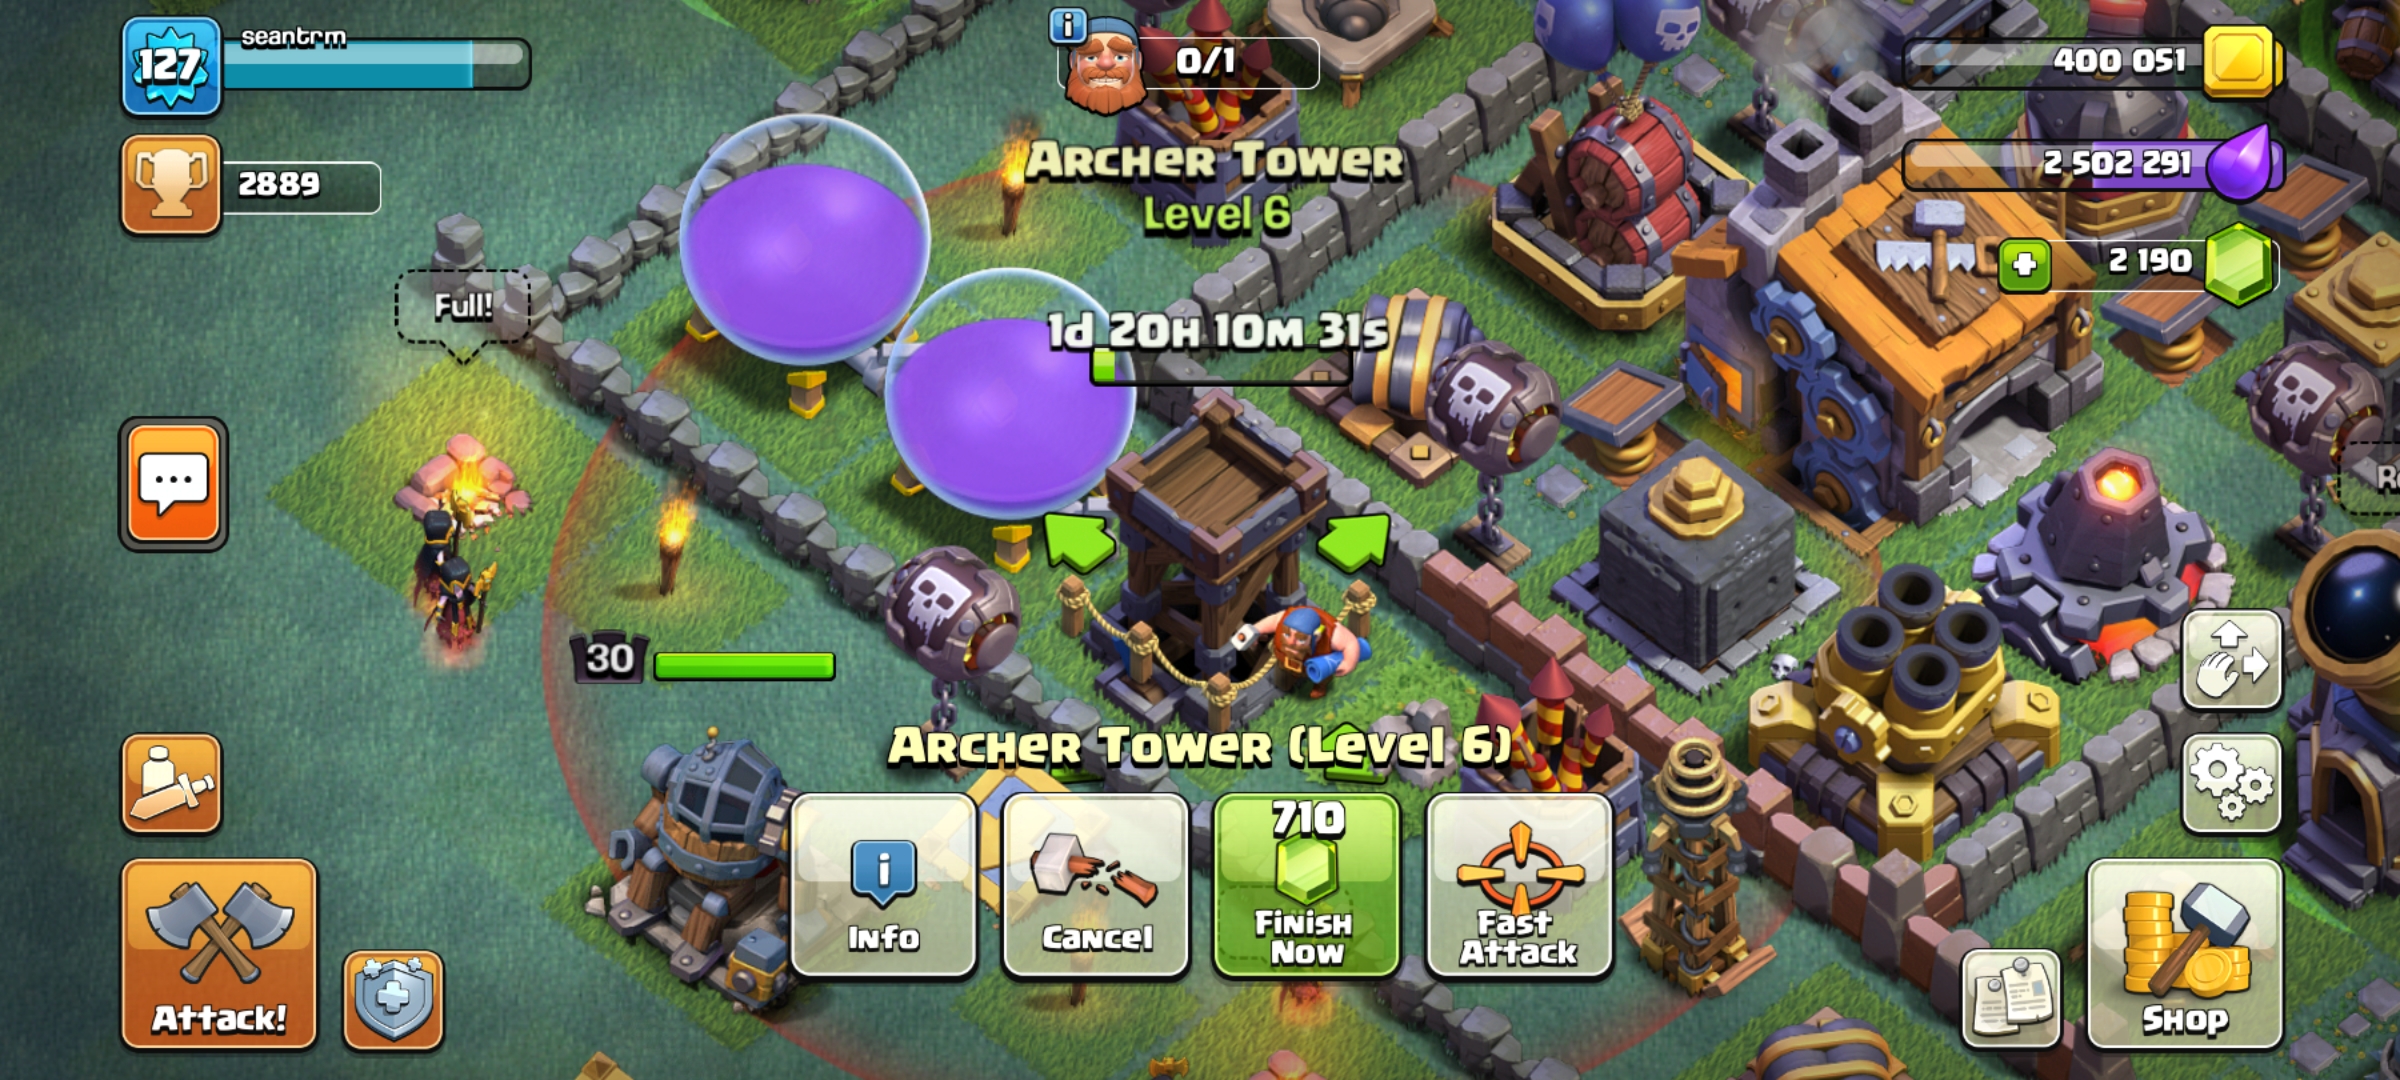 127
seantrm
0/1
400 051
2889
Archer Tower
Level 6
2 502 291
2 190
Full!
1d 20H 10M 31s
30
Archer Tower (Level 6)
Info
Cancel
710
Finish
Now
Fast
Attack
Attack!
Shop